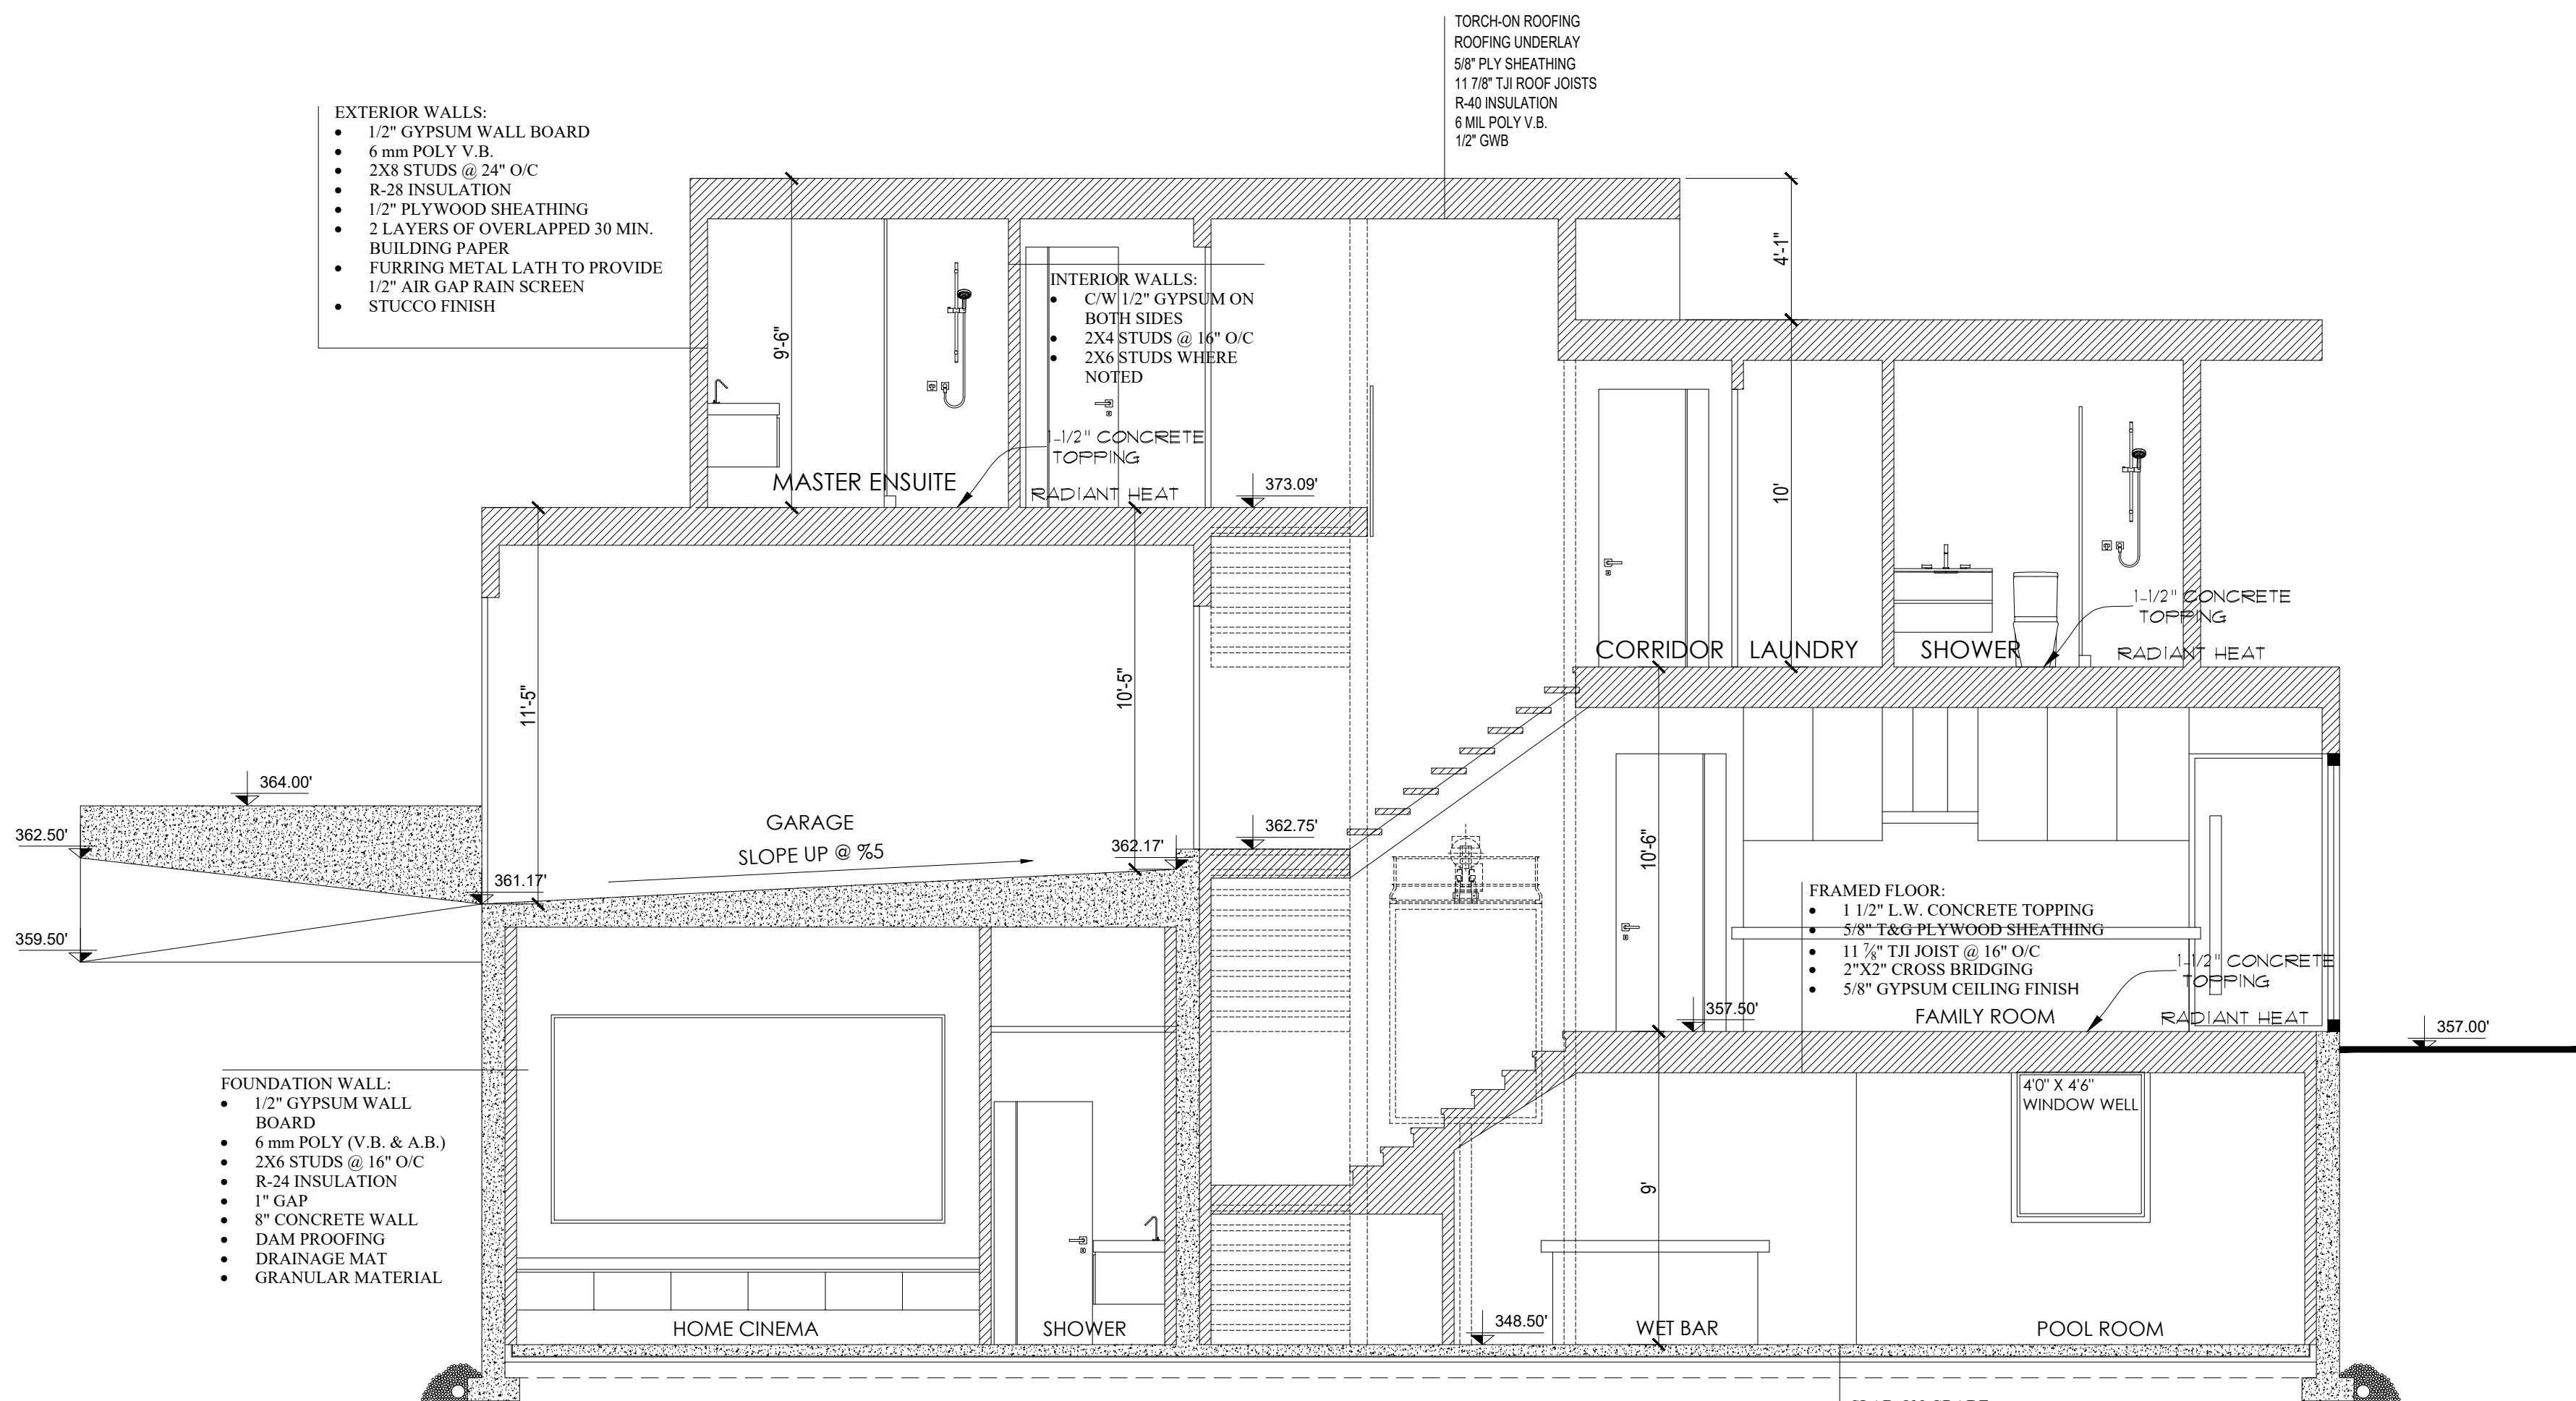 TORCH-ON ROOFING
ROOFING UNDERLAY
5/8" PLY SHEATHING
11 7/8" TJI ROOF JOISTS
R-40 INSULATION
6 MIL POLY V.B.
1/2" GWB
EXTERIOR WALLS:
• 1/2" GYPSUM WALL BOARD
• 6 mm POLY V.B.
• 2X8 STUDS @ 24" O/C
• R-28 INSULATION
• 1/2" PLYWOOD SHEATHING
• 2 LAYERS OF OVERLAPPED 30 MIN.
BUILDING PAPER
• FURRING METAL LATH TO PROVIDE
1/2" AIR GAP RAIN SCREEN
• STUCCO FINISH
4'-1"
9'-6"
INTERIOR WALLS:
• C/W 1/2" GYPSUM ON
BOTH SIDES
• 2X4 STUDS @ 16" O/C
• 2X6 STUDS WHERE
NOTED
1-1/2" CONCRETE
TOPPING
MASTER ENSUITE
RADIANT HEAT
373.09'
10'
1-1/2" CONCRETE
TOPPING
CORRIDOR
LAUNDRY
SHOWER
RADIANT HEAT
11'-5"
10'-5"
364.00'
362.50'
GARAGE
SLOPE UP @ %5
362.17'
362.75'
361.17'
359.50'
10'-6"
FRAMED FLOOR:
• 1 1/2" L.W. CONCRETE TOPPING
• 5/8" T&G PLYWOOD SHEATHING
• 11 ⅞" TJI JOIST @ 16" O/C
• 2"X2" CROSS BRIDGING
• 5/8" GYPSUM CEILING FINISH
1-1/2" CONCRETE
TOPPING
357.50'
FAMILY ROOM
RADIANT HEAT
357.00'
FOUNDATION WALL:
• 1/2" GYPSUM WALL
BOARD
• 6 mm POLY (V.B. & A.B.)
• 2X6 STUDS @ 16" O/C
• R-24 INSULATION
• 1" GAP
• 8" CONCRETE WALL
• DAM PROOFING
• DRAINAGE MAT
• GRANULAR MATERIAL
4'0" X 4'6"
WINDOW WELL
9'
HOME CINEMA
SHOWER
348.50'
WET BAR
POOL ROOM